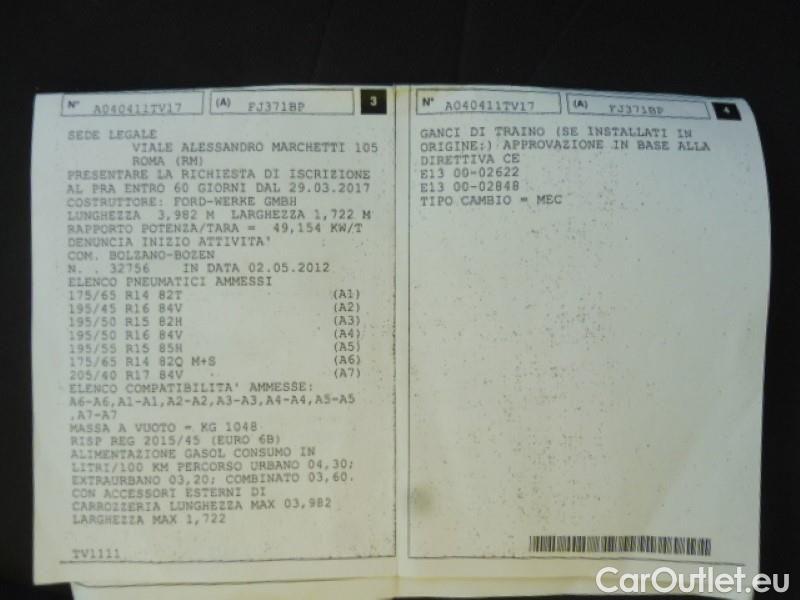 N° A040411TV17 (A) FJ371BP 3
SEDE LEGALE
VIALE ALESSANDRO MARCHETTI 105
ROMA (RM)
PRESENTARE LA RICHIESTA DI ISCRIZIONE
AL PRA ENTRO 60 GIORNI DAL 29.03.2017
COSTRUTTORE: FORD-WERKE GMBH
LUNGHEZZA 3,982 M LARGHEZZA 1,722 M
RAPPORTO POTENZA/TARA = 49,154 KW/T
DENUNCIA INIZIO ATTIVITA'
COM. BOLZANO-BOZEN
N. . 32756 IN DATA 02.05.2012
ELENCO PNEUMATICI AMMESSI
175/65 R14 82T (A1)
195/45 R16 84V (A2)
195/50 R15 82H (A3)
195/50 R16 84V (A4)
195/55 R15 85H (A5)
175/65 R14 82Q M+S (A6)
205/40 R17 84V (A7)
ELENCO COMPATIBILITA' AMMESSE:
A6-A6,A1-A1,A2-A2,A3-A3,A4-A4,A5-A5
,A7-A7
MASSA A VUOTO = KG 1048
RISP REG 2015/45 (EURO 6B)
ALIMENTAZIONE GASOL CONSUMO IN
LITRI/100 KM PERCORSO URBANO 04,30;
EXTRAURBANO 03,20; COMBINATO 03,60.
CON ACCESSORI ESTERNI DI
CARROZZERIA LUNGHEZZA MAX 03,982
LARGHEZZA MAX 1,722
TV1111
N° A040411TV17 (A) FJ371BP 4
GANCI DI TRAINO (SE INSTALLATI IN
ORIGINE:) APPROVAZIONE IN BASE ALLA
DIRETTIVA CE
E13 00-02622
E13 00-02848
TIPO CAMBIO = MEC
CarOutlet.eu